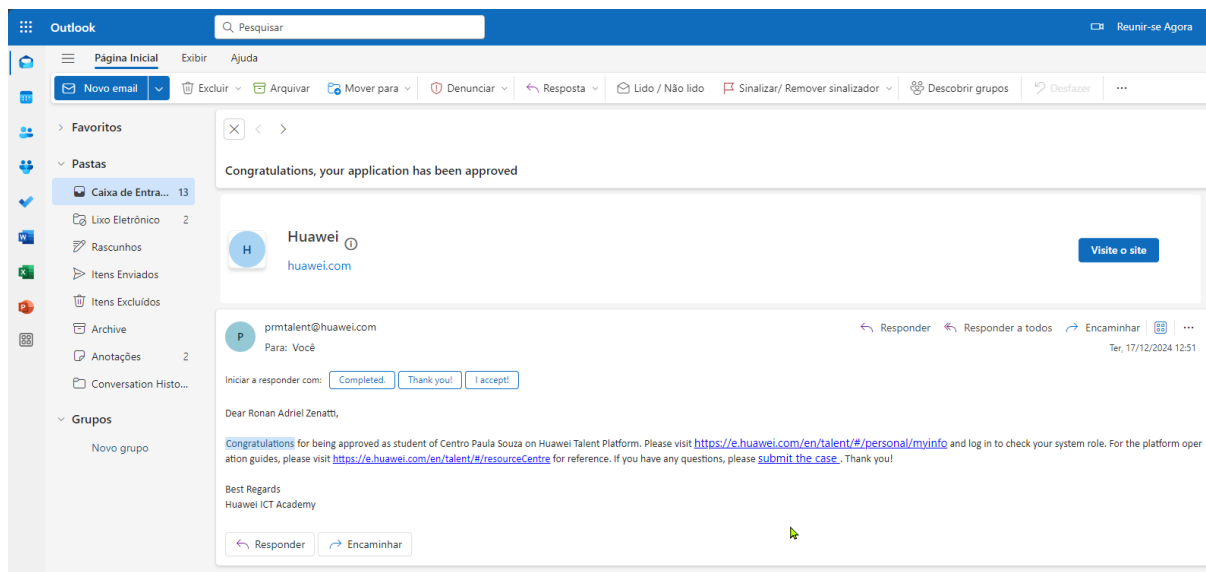 Outlook
Pesquisar
Reunir-se Agora
Página Inicial Exibir Ajuda
Novo email Excluir Arquivar Mover para Denunciar Resposta Lido / Não lido Sinalizar/ Remover sinalizador Descobrir grupos Desfazer ...
Favoritos
Pastas
Caixa de Entra... 13
Lixo Eletrônico 2
Rascunhos
Itens Enviados
Itens Excluídos
Archive
Anotações 2
Conversation Histo...
Grupos
Novo grupo
Congratulations, your application has been approved
H
Huawei
huawei.com
Visite o site
P
prmtalent@huawei.com
Para: Você
Responder Responder a todos Encaminhar ...
Ter, 17/12/2024 12:51
Iniciar a responder com: Completed. Thank you! I accept!
Dear Ronan Adriel Zenatti,
Congratulations for being approved as student of Centro Paula Souza on Huawei Talent Platform. Please visit https://e.huawei.com/en/talent/#/personal/myinfo and log in to check your system role. For the platform oper
ation guides, please visit https://e.huawei.com/en/talent/#/resourceCentre for reference. If you have any questions, please submit the case . Thank you!
Best Regards
Huawei ICT Academy
Responder Encaminhar